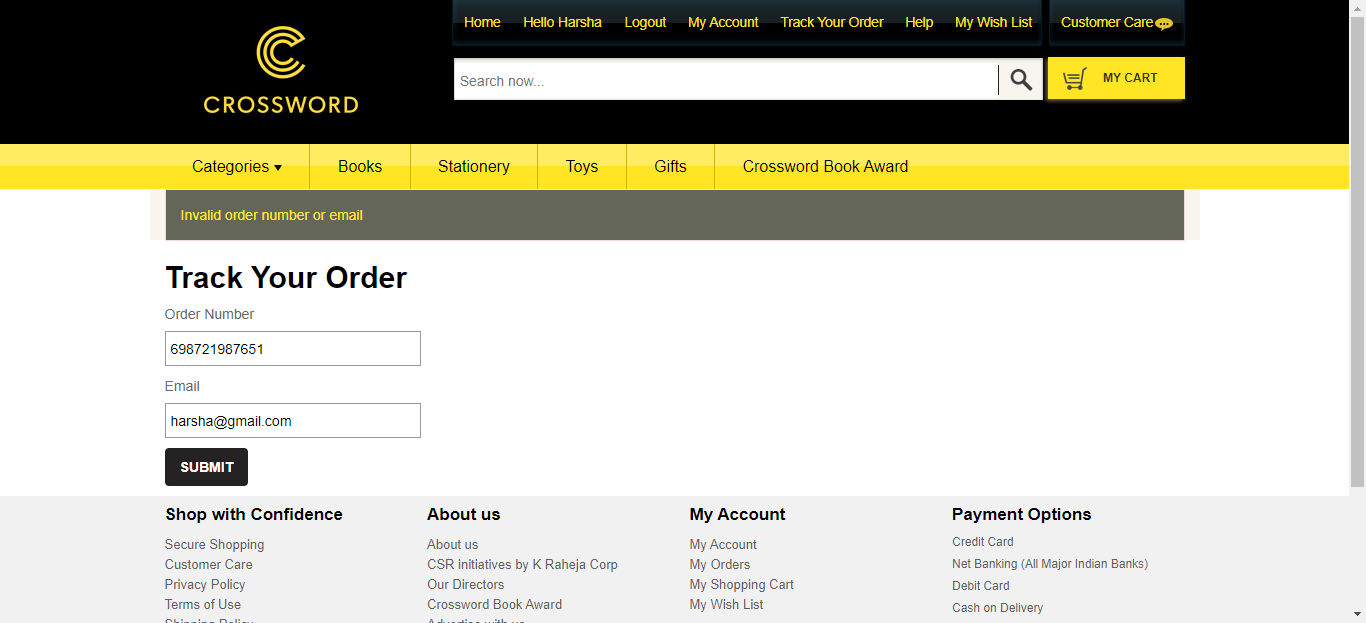 Home Hello Harsha Logout My Account Track Your Order Help My Wish List Customer Care
CROSSWORD
Search now...
MY CART
Categories Books Stationery Toys Gifts Crossword Book Award
Invalid order number or email
Track Your Order
Order Number
698721987651
Email
harsha@gmail.com
SUBMIT
Shop with Confidence
Secure Shopping
Customer Care
Privacy Policy
Terms of Use
Shipping Policy
About us
About us
CSR initiatives by K Raheja Corp
Our Directors
Crossword Book Award
Advertise with us
My Account
My Account
My Orders
My Shopping Cart
My Wish List
Payment Options
Credit Card
Net Banking (All Major Indian Banks)
Debit Card
Cash on Delivery